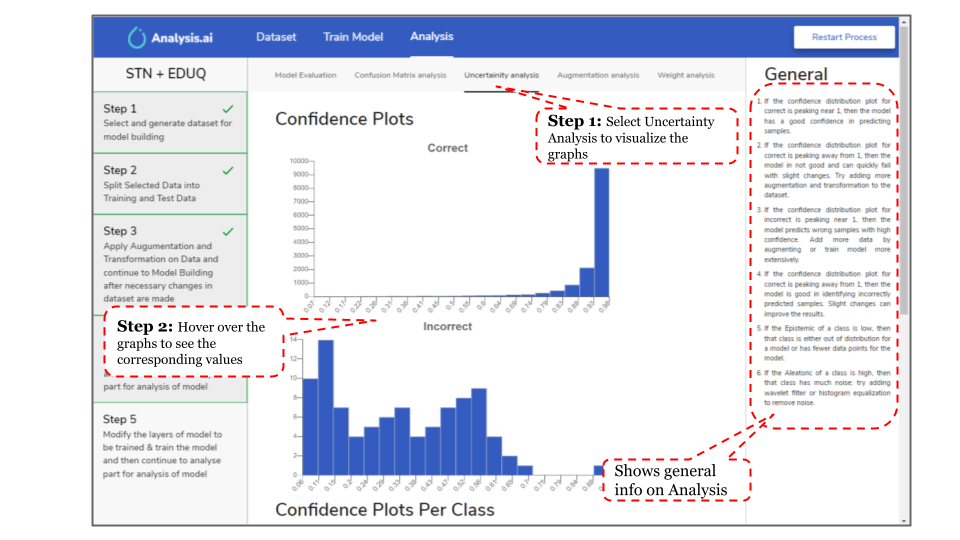 Analysis.ai
Dataset
Train Model
Analysis
Restart Process
STN + EDUQ
Model Evaluation
Confusion Matrix analysis
Uncertainity analysis
Augmentation analysis
Weight analysis
General
Step 1
Select and generate dataset for
model building
Step 2
Split Selected Data into
Training and Test Data
Step 3
Apply Augumentation and
Transformation on Data and
continue to Model Building
after necessary changes in
dataset are made
part for analysis of model
Step 5
Modify the layers of model to
be trained & train the model
and then continue to analyse
part for analysis of model
Step 1: Select Uncertainty
Analysis to visualize the
graphs
Step 2: Hover over the
graphs to see the
corresponding values
Confidence Plots
Correct
10000
9000
8000
7000
6000
5000
4000
3000
2000
1000
0
0.07 0.12 0.17 0.22 0.26 0.31 0.36 0.41 0.45 0.5 0.55 0.6 0.64 0.69 0.74 0.79 0.83 0.88 0.93 0.98
Incorrect
14
12
10
8
6
4
2
0
0.06 0.11 0.15 0.2 0.24 0.29 0.33 0.38 0.43 0.47 0.52 0.56 0.61 0.65 0.7 0.75 0.79 0.84
Confidence Plots Per Class
1. If the confidence distribution plot for
correct is peaking near 1, then the model
has a good confidence in predicting
samples.
2. If the confidence distribution plot for
correct is peaking away from 1, then the
model in not good and can quickly fail
with slight changes. Try adding more
augmentation and transformation to the
dataset.
3. If the confidence distribution plot for
incorrect is peaking near 1, then the
model predicts wrong samples with high
confidence. Add more data by
augmenting or train model more
extensively.
4. If the confidence distribution plot for
correct is peaking away from 1, then the
model is good in identifying incorrectly
predicted samples. Slight changes can
improve the results.
5. If the Epistemic of a class is low, then
that class is either out of distribution for
a model or has fewer data points for the
model.
6. If the Aleatoric of a class is high, then
that class has much noise; try adding
wavelet flter or histogram equalization
to remove noise.
Shows general
info on Analysis